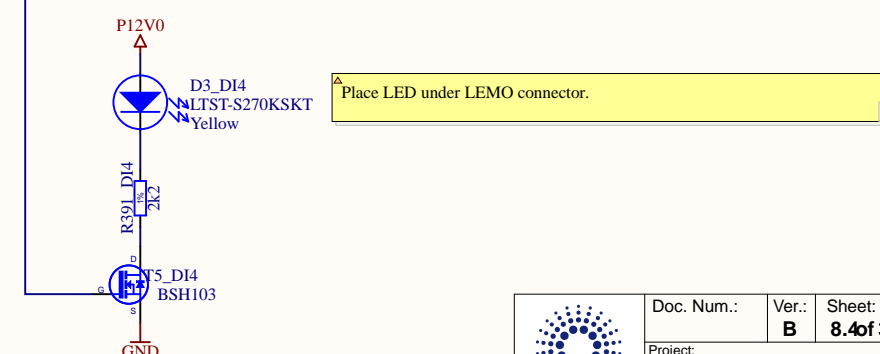 P12V0
D3_DI4
LTST-S270KSKT
Yellow
Place LED under LEMO connector.
R391_DI4
1%
2k2
D
T5_DI4
BSH103
G
S
GND
Doc. Num.:
Ver.:
B
Sheet:
8.4of
Project: